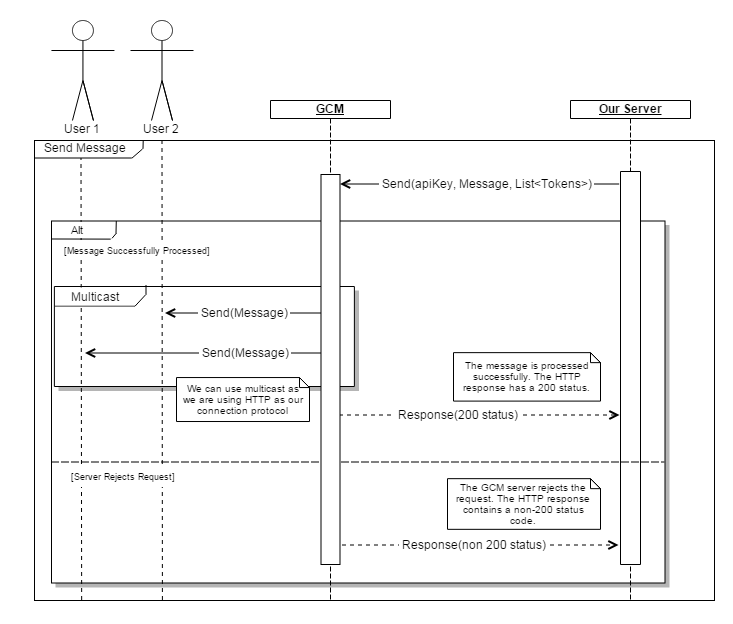 User 1
User 2
GCM
Our Server
Send Message
Send(apiKey, Message, List<Tokens>)
Alt
[Message Successfully Processed]
Multicast
Send(Message)
Send(Message)
The message is processed
successfully. The HTTP
response has a 200 status.
We can use multicast as
we are using HTTP as our
connection protocol
Response(200 status)
[Server Rejects Request]
The GCM server rejects the
request. The HTTP response
contains a non-200 status
code.
Response(non 200 status)